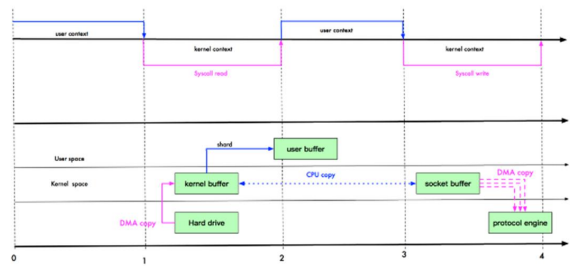 user context
user context
kernel context
kernel context
Syscall read
Syscall write
shard
user buffer
User space
CPU copy
DMA copy
Kernel space
kernel buffer
socket buffer
DMA copy
Hard drive
protocol engine
0
1
2
3
4